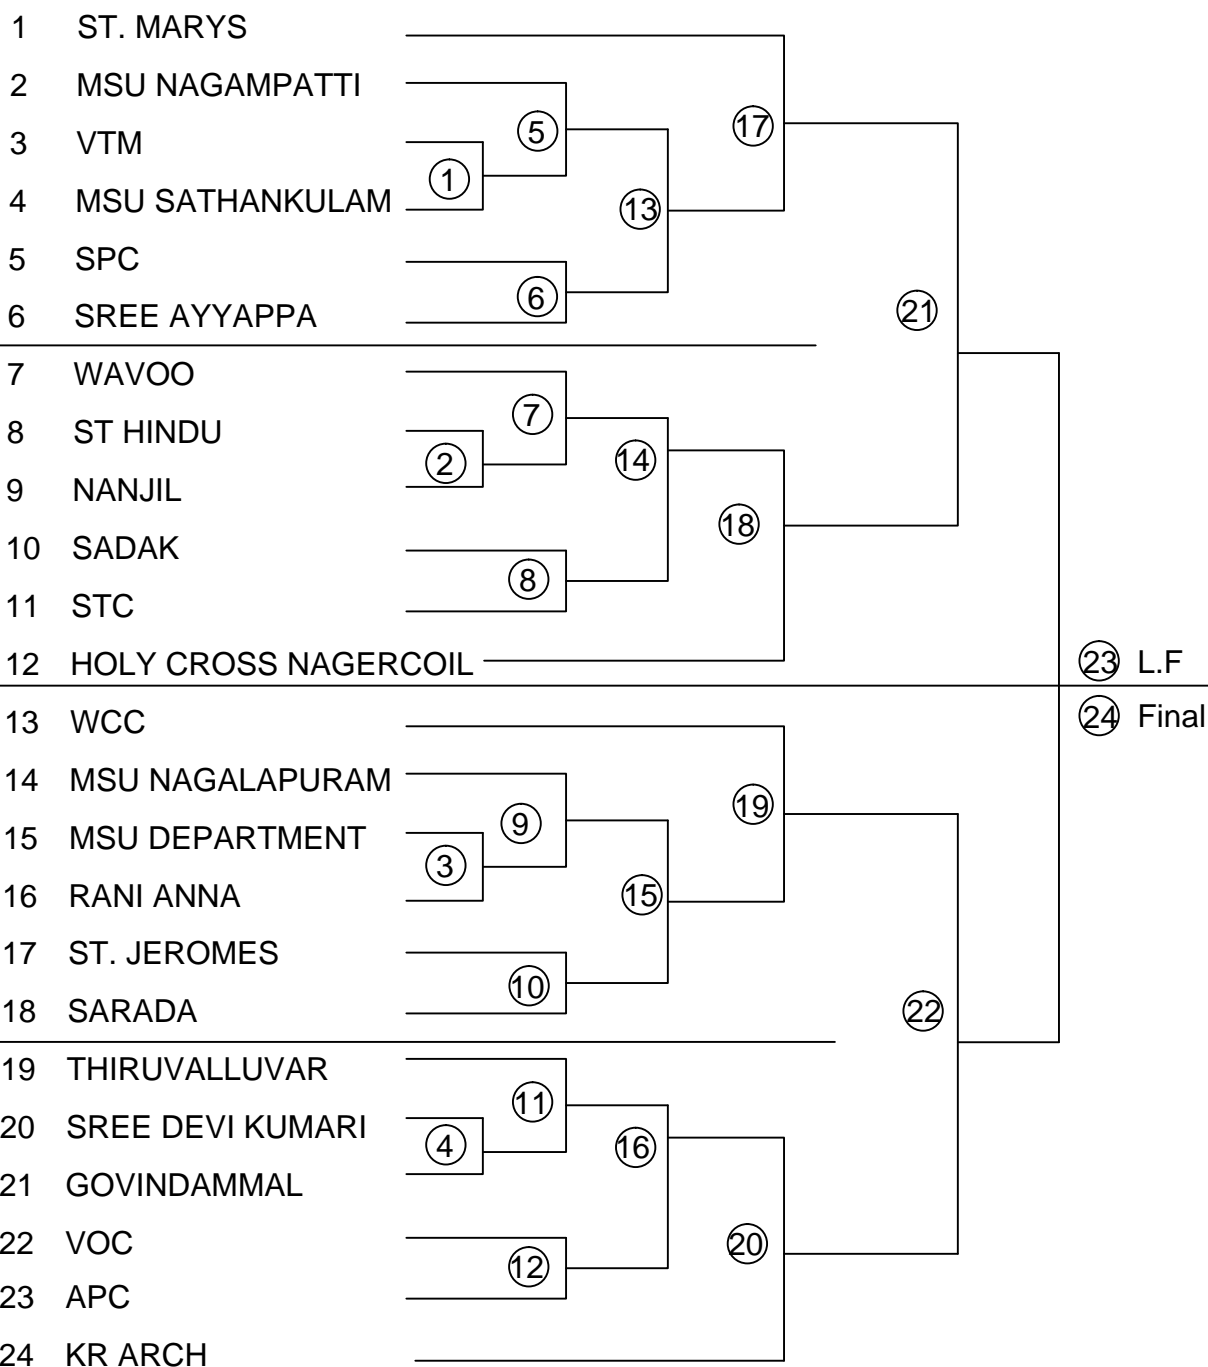 1 ST. MARYS
2 MSU NAGAMPATTI
3 VTM
4 MSU SATHANKULAM
5 SPC
6 SREE AYYAPPA
7 WAVOO
8 ST HINDU
9 NANJIL
10 SADAK
11 STC
12 HOLY CROSS NAGERCOIL
13 WCC
14 MSU NAGALAPURAM
15 MSU DEPARTMENT
16 RANI ANNA
17 ST. JEROMES
18 SARADA
19 THIRUVALLUVAR
20 SREE DEVI KUMARI
21 GOVINDAMMAL
22 VOC
23 APC
24 KR ARCH
1
2
3
4
5
6
7
8
9
10
11
12
13
14
15
16
17
18
19
20
21
22
23 L.F
24 Final